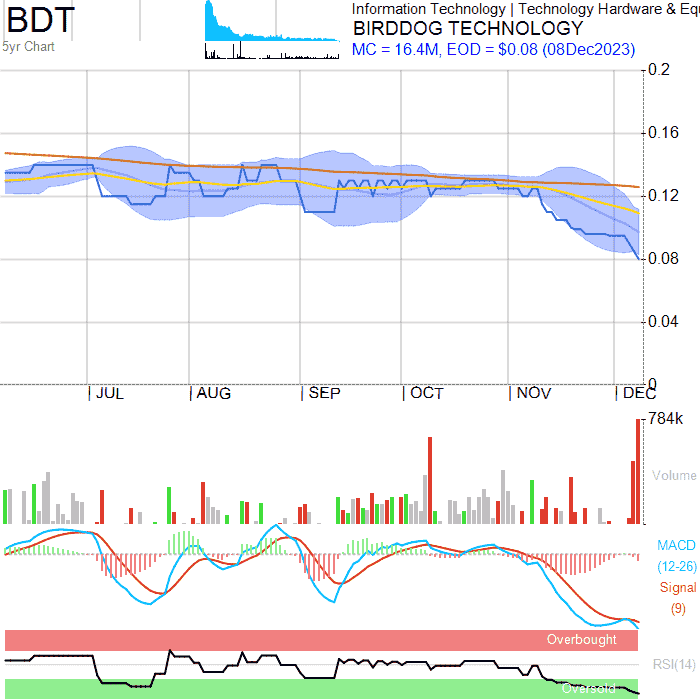 BDT
5yr Chart
Information Technology | Technology Hardware & Equ
BIRDDOG TECHNOLOGY
MC = 16.4M, EOD = $0.08 (08Dec2023)
0.2
0.16
0.12
0.08
0.04
0
JUL AUG SEP OCT NOV DEC
784k
Volume
MACD
(12-26)
Signal
(9)
Overbought
RSI(14)
Oversold